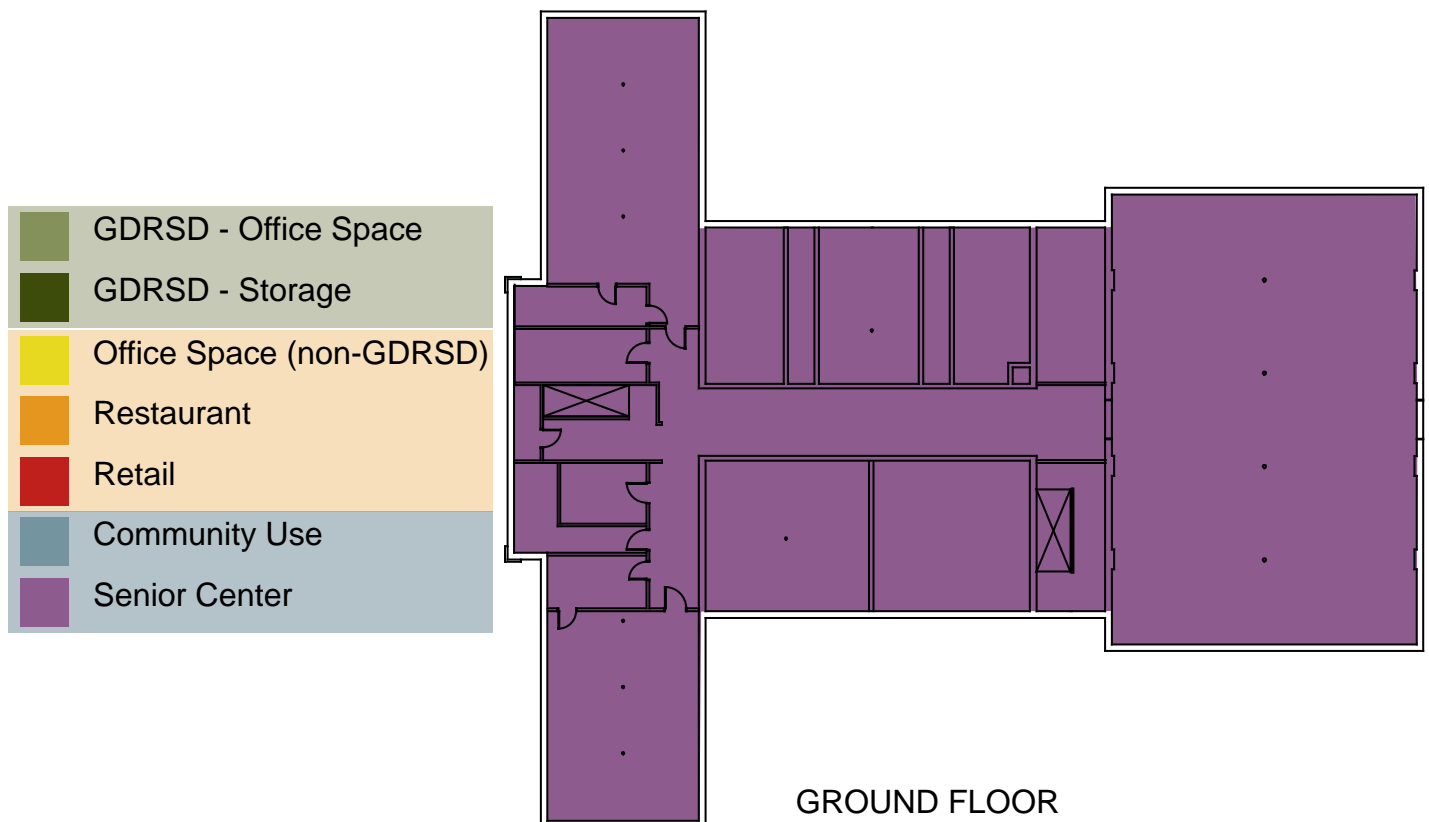 GDRSD - Office Space
GDRSD - Storage
Office Space (non-GDRSD)
Restaurant
Retail
Community Use
Senior Center
GROUND FLOOR